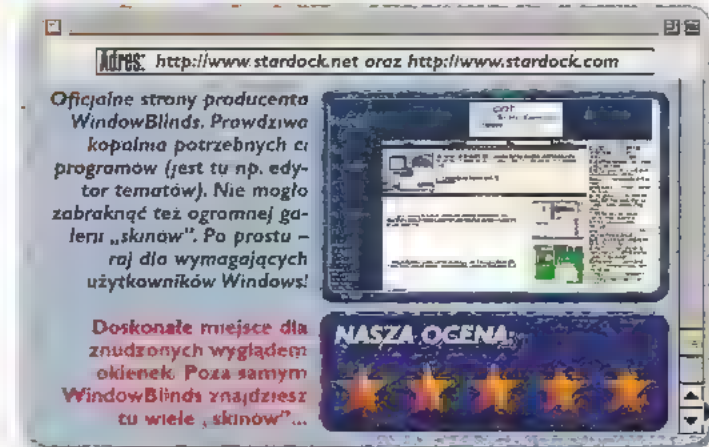 Adres: http://www.stardock.net oraz http://www.stardock.com
Oficjalne strony producenta
WindowBlinds. Prawdziwa
kopalnia potrzebnych ci
programów (jest tu np. edy-
tor tematów). Nie mogło
zabraknąć też ogromnej ga-
lerii „skinów”. Po prostu –
raj dla wymagających
użytkowników Windows!
Doskonałe miejsce dla
znudzonych wyglądem
okienek. Poza samym
WindowBlinds znajdziesz
tu wiele „skinów”...
NASZA OCENA: